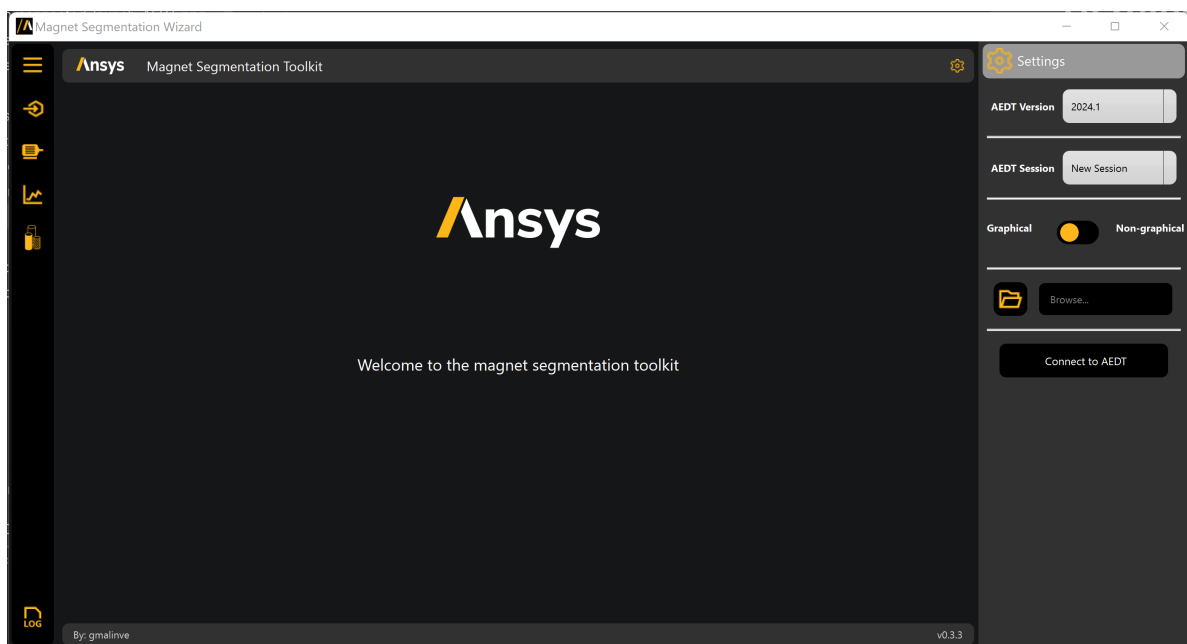 Magnet Segmentation Wizard
Ansys Magnet Segmentation Toolkit
Settings
AEDT Version 2024.1
AEDT Session New Session
Graphical Non-graphical
Browse...
Connect to AEDT
Ansys
Welcome to the magnet segmentation toolkit
LOG
By: gmalinve v0.3.3